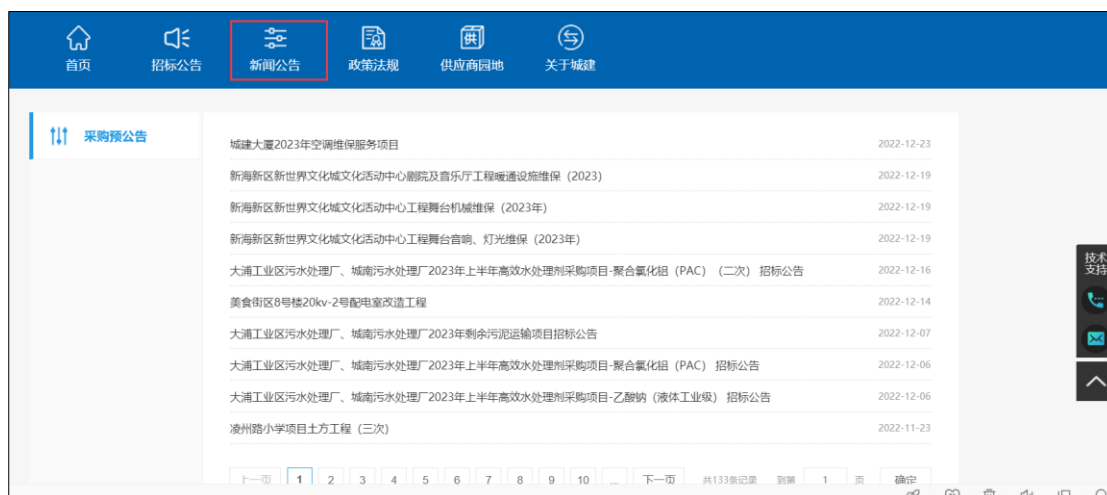 首页 招标公告 新闻公告 政策法规 供应商园地 关于城建
采购预公告
城建大厦2023年空调维保服务项目 2022-12-23
新海新区新世界文化城文化活动中心剧院及音乐厅工程暖通设施维保（2023） 2022-12-19
新海新区新世界文化城文化活动中心工程舞台机械维保（2023年） 2022-12-19
新海新区新世界文化城文化活动中心工程舞台音响、灯光维保（2023年） 2022-12-19
大浦工业区污水处理厂、城南污水处理厂2023年上半年高效水处理剂采购项目-聚合氯化铝（PAC）（二次） 招标公告 2022-12-16
美食街区8号楼20kv-2号配电室改造工程 2022-12-14
大浦工业区污水处理厂、城南污水处理厂2023年剩余污泥运输项目招标公告 2022-12-07
大浦工业区污水处理厂、城南污水处理厂2023年上半年高效水处理剂采购项目-聚合氯化铝（PAC） 招标公告 2022-12-06
大浦工业区污水处理厂、城南污水处理厂2023年上半年高效水处理剂采购项目-乙酸钠（液体工业级） 招标公告 2022-12-06
凌州路小学项目土方工程（三次） 2022-11-23
上一页 1 2 3 4 5 6 7 8 9 10 ... 下一页 共133条记录 到第 1 页 确定
技术
支持